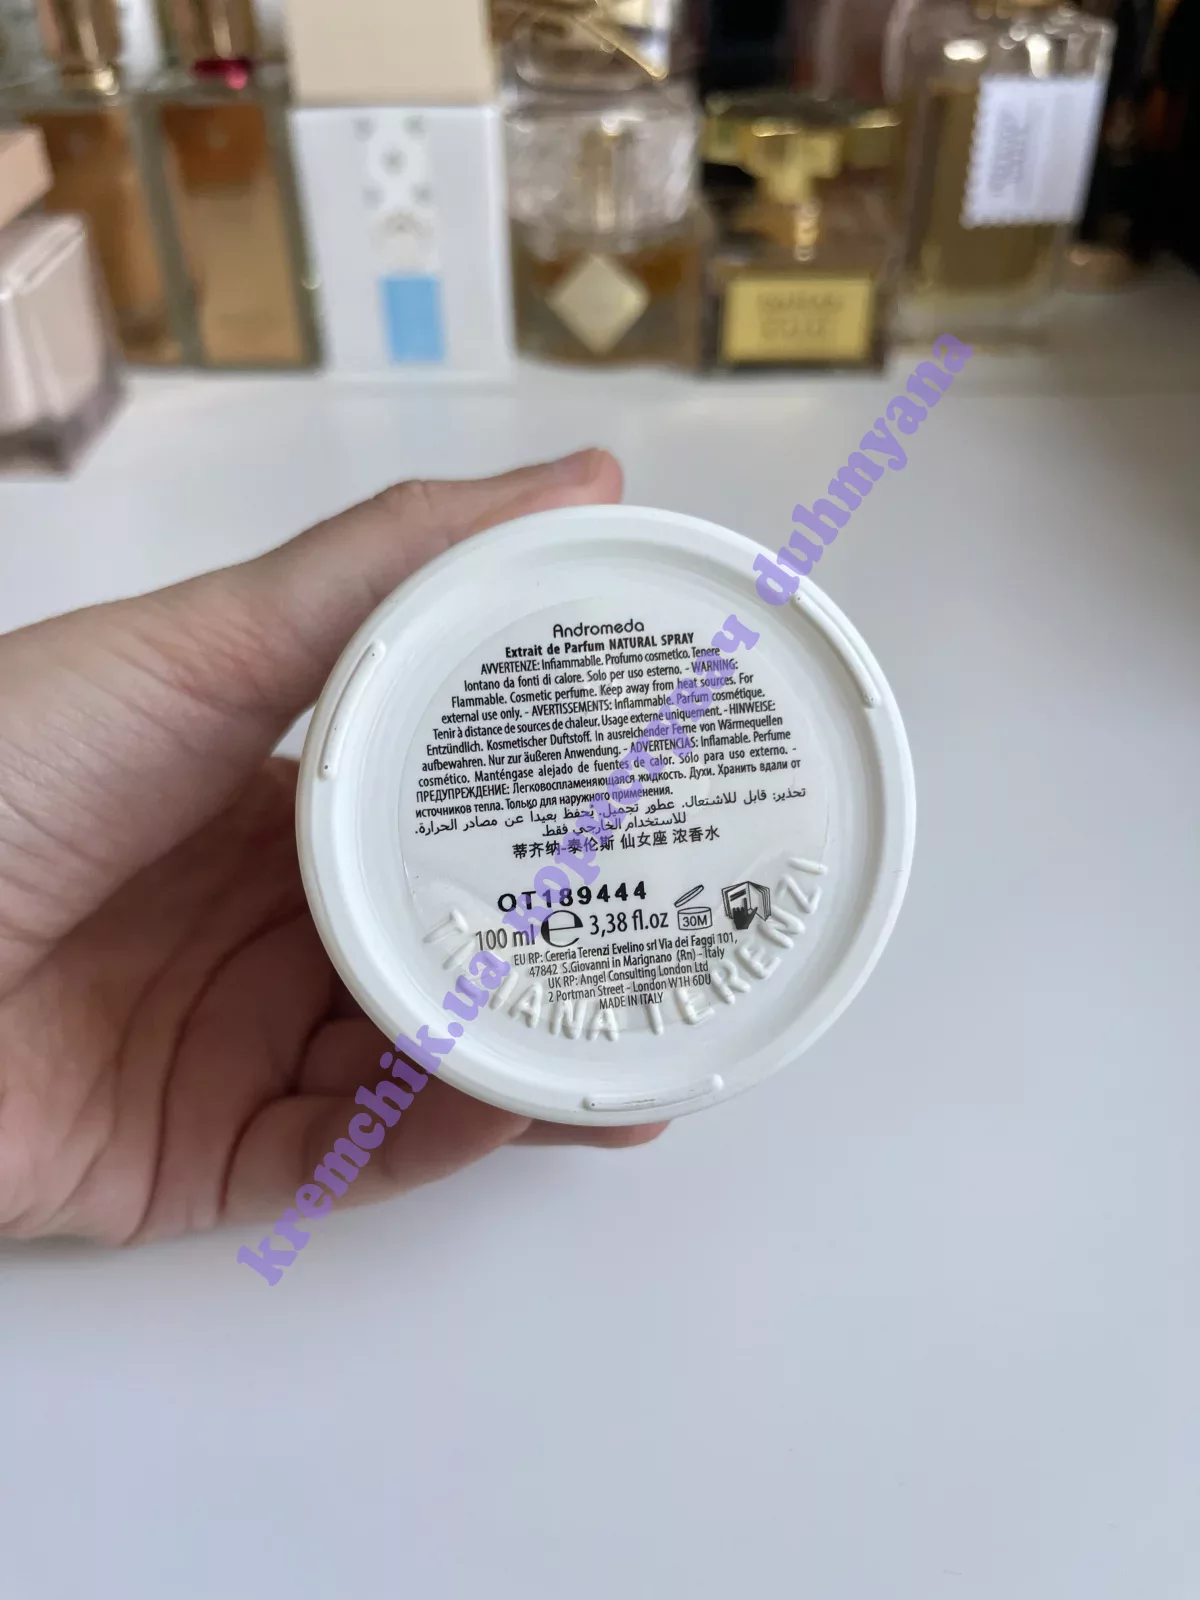 Andromeda
Extrait de Parfum NATURAL SPRAY
AVVERTENZE: Infiammabile. Profumo cosmetico. Tenere
lontano da fonti di calore. Solo per uso esterno. - WARNING:
Flammable. Cosmetic perfume. Keep away from heat sources. For
external use only. - AVERTISSEMENTS: Inflammable. Parfum cosmétique.
Tenir à distance de sources de chaleur. Usage externe uniquement. - HINWEISE:
Entzündlich. Kosmetischer Duftstoff. In ausreichender Ferne von Wärmequellen
aufbewahren. Nur zur äußeren Anwendung. - ADVERTENCIAS: Inflamable. Perfume
cosmético. Manténgase alejado de fuentes de calor. Sólo para uso externo. -
ПРЕДУПРЕЖДЕНИЕ: Легковоспламеняющаяся жидкость. Духи. Хранить вдали от
источников тепла. Только для наружного применения.
تحذير: قابل للاشتعال. عطور تجميل. يُحفظ بعيدا عن مصادر الحرارة.
للاستخدام الخارجي فقط
蒂齐纳-泰伦斯 仙女座 浓香水
OT189444
100 ml e 3,38 fl.oz 30M
EU RP: Cereria Terenzi Evelino srl Via dei Faggi 101,
47842 S.Giovanni in Marignano (Rn) - Italy
UK RP: Angel Consulting London Ltd
2 Portman Street - London W1H 6DU
MADE IN ITALY
TIZIANA TERENZI
kremchik.ua користувач duhmyana